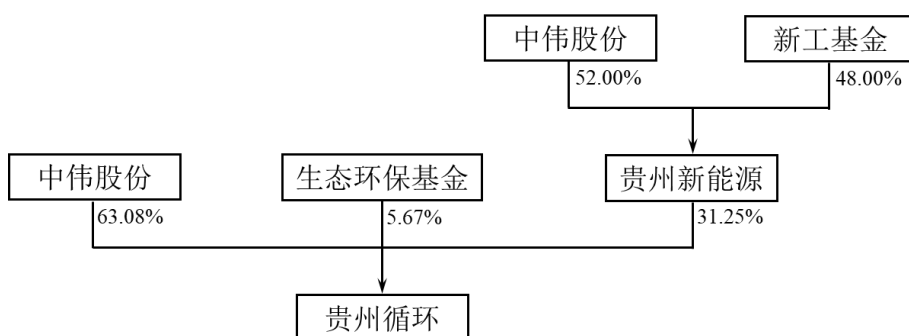 中伟股份
新工基金
52.00%
48.00%
中伟股份
生态环保基金
贵州新能源
63.08%
5.67%
31.25%
贵州循环